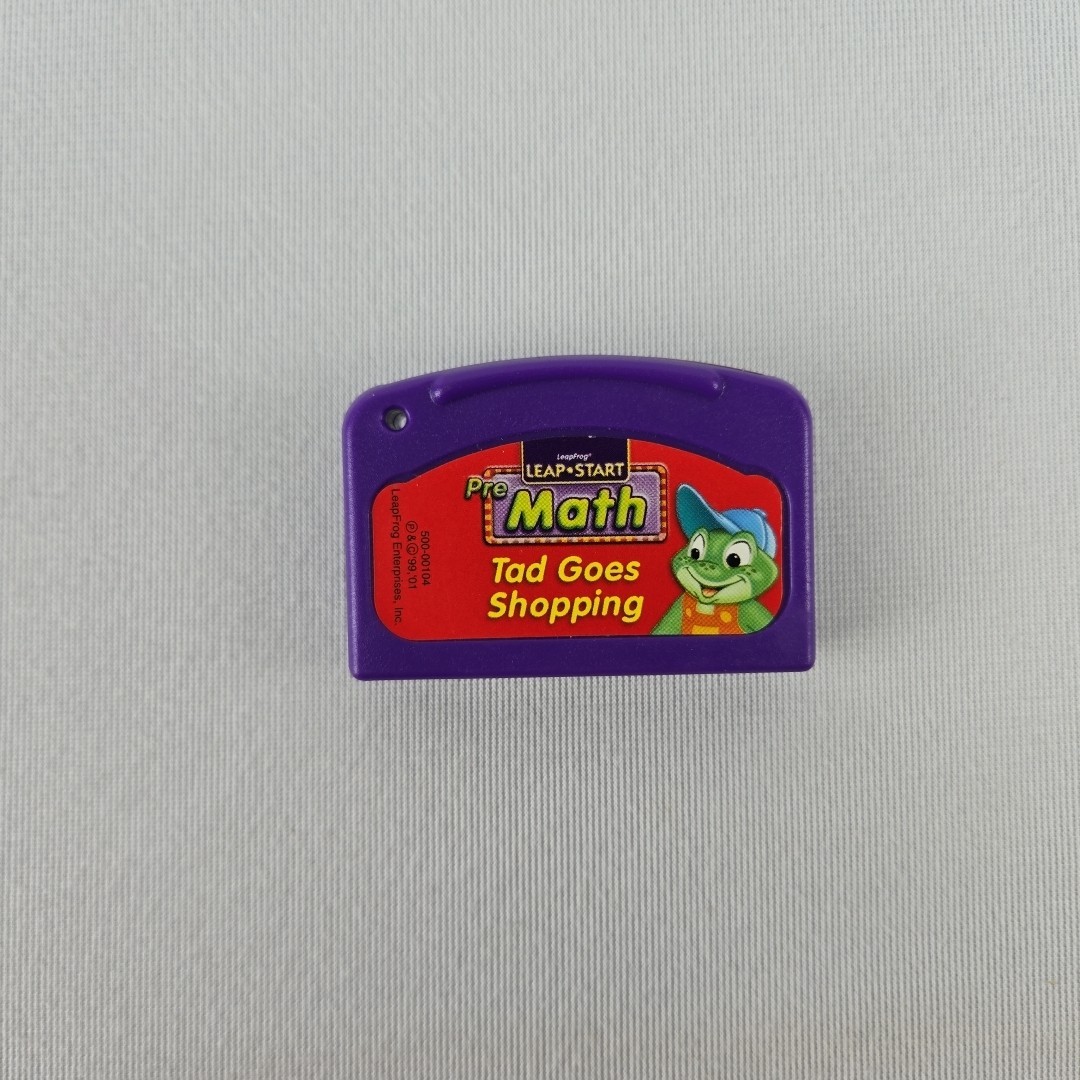 LeapFrog®
LEAP•START
Pre
Math
Tad Goes
Shopping
500-00104
℗ & © '99, '01
LeapFrog Enterprises, Inc.